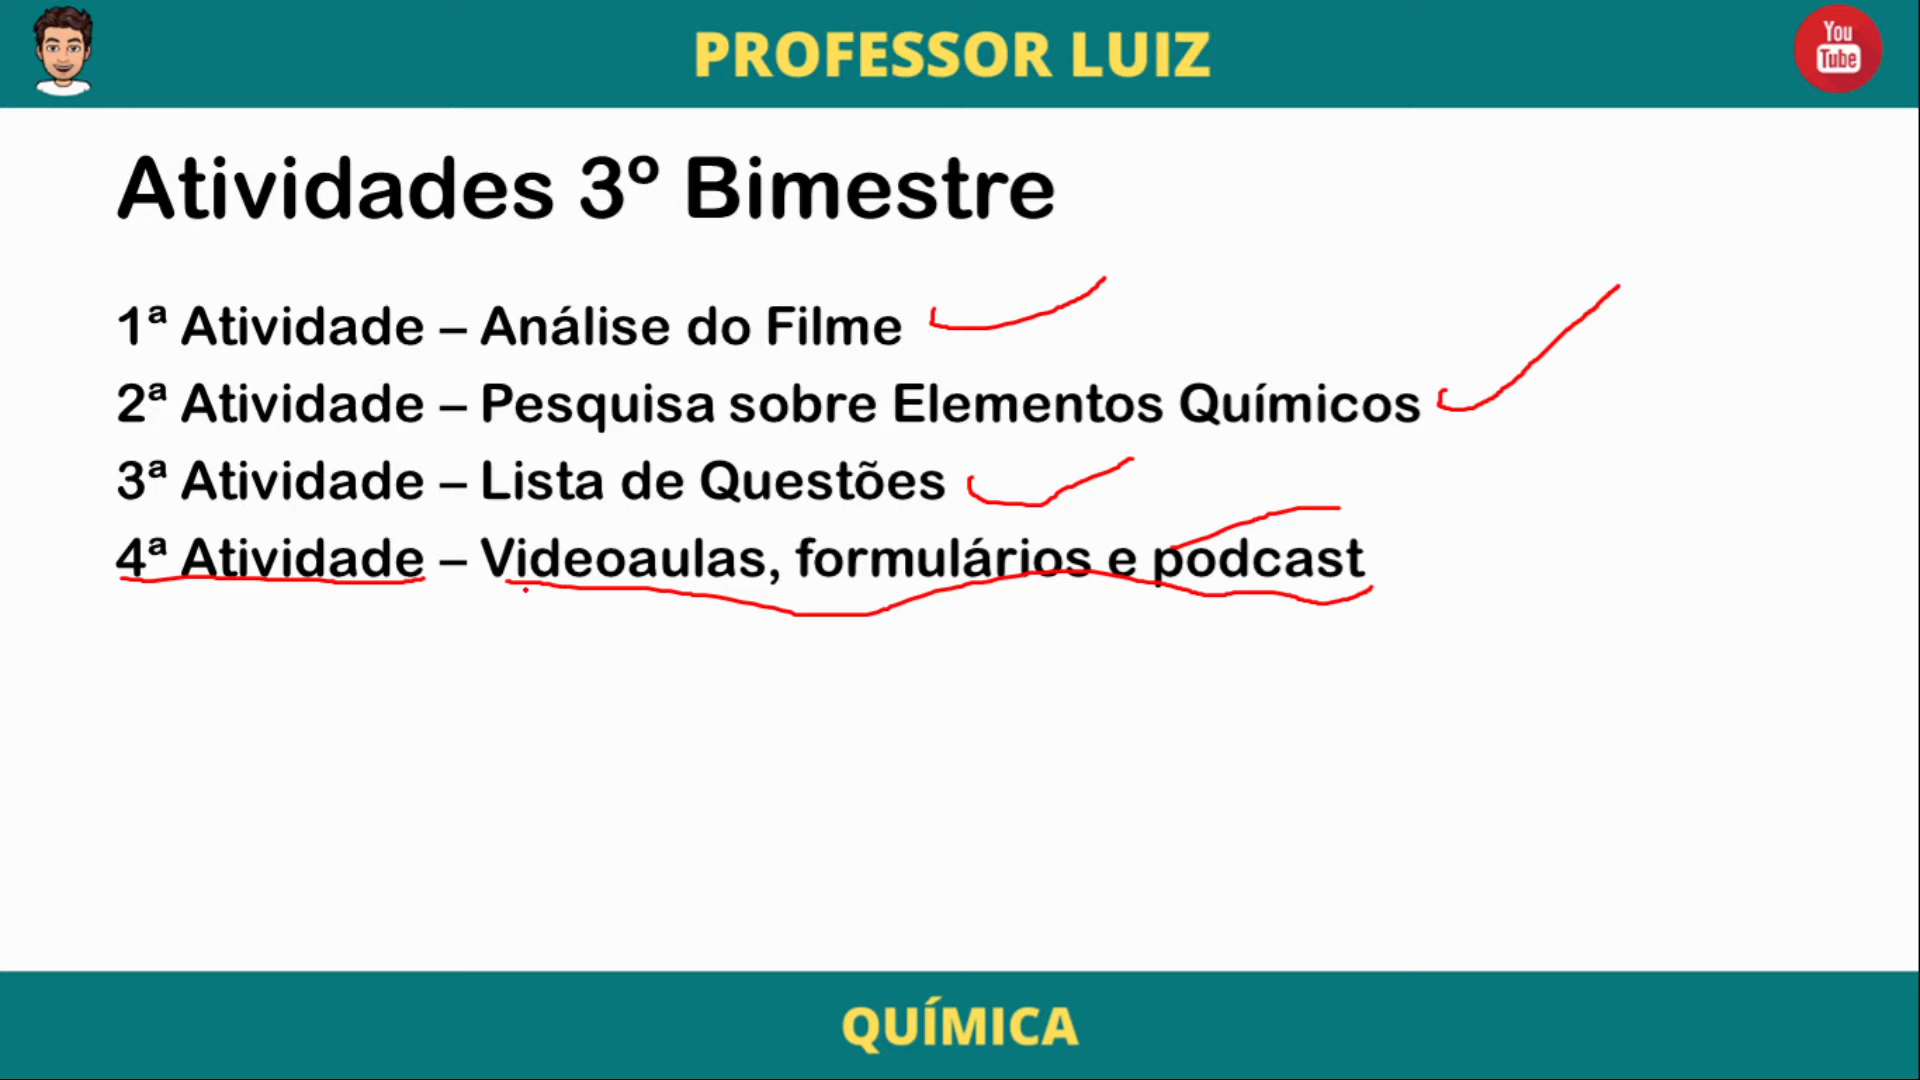 PROFESSOR LUIZ
You
Tube
Atividades 3º Bimestre
1ª Atividade – Análise do Filme
2ª Atividade – Pesquisa sobre Elementos Químicos
3ª Atividade – Lista de Questões
4ª Atividade – Videoaulas, formulários e podcast
QUÍMICA